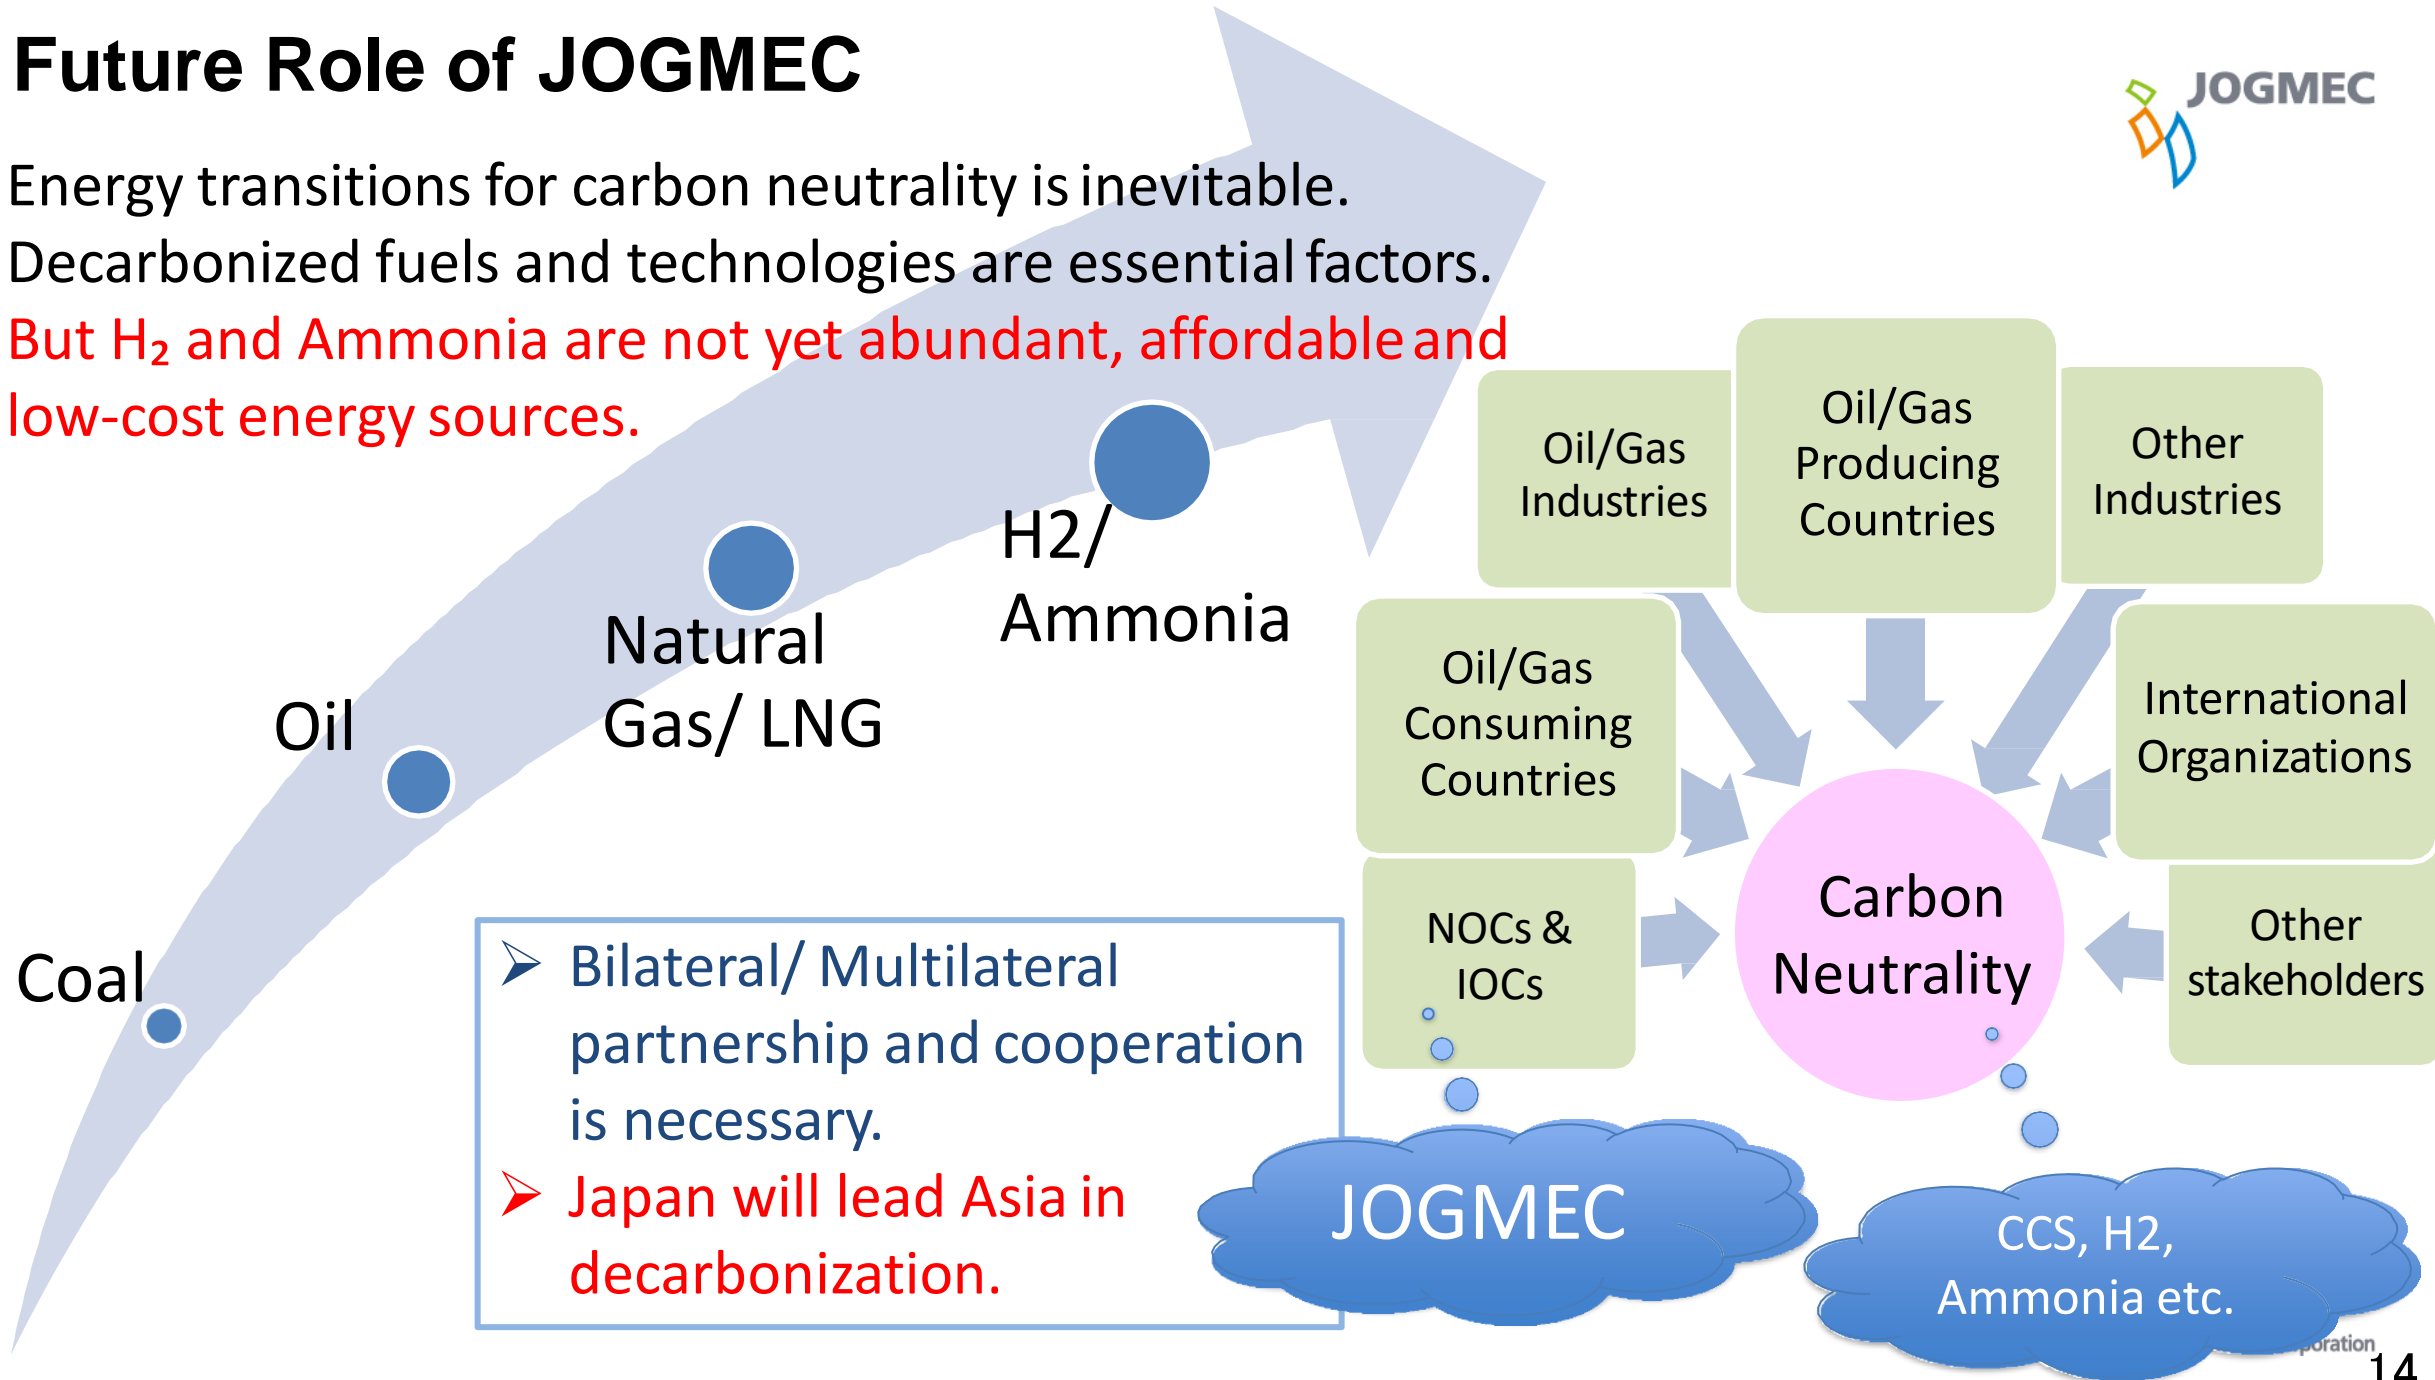 Future Role of JOGMEC
JOGMEC
Energy transitions for carbon neutrality is inevitable.
Decarbonized fuels and technologies are essential factors.
But H₂ and Ammonia are not yet abundant, affordable and
low-cost energy sources.
Coal
Oil
Natural
Gas/ LNG
H2/
Ammonia
Oil/Gas
Industries
Oil/Gas
Producing
Countries
Other
Industries
Oil/Gas
Consuming
Countries
International
Organizations
NOCs &
IOCs
Carbon
Neutrality
Other
stakeholders
➢ Bilateral/ Multilateral
partnership and cooperation
is necessary.
➢ Japan will lead Asia in
decarbonization.
JOGMEC
CCS, H2,
Ammonia etc.
14